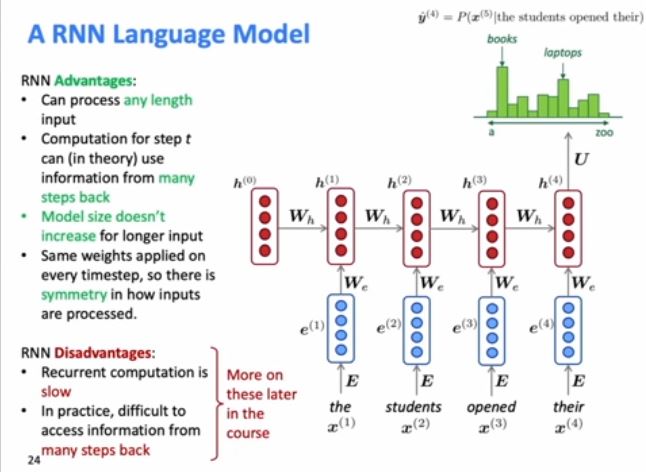 A RNN Language Model
ŷ⁽⁴⁾ = P(x⁽⁵⁾|the students opened their)
books
laptops
a
zoo
RNN Advantages:
• Can process any length
input
• Computation for step t
can (in theory) use
information from many
steps back
• Model size doesn't
increase for longer input
• Same weights applied on
every timestep, so there is
symmetry in how inputs
are processed.
RNN Disadvantages:
• Recurrent computation is
slow
• In practice, difficult to
access information from
many steps back
More on
these later
in the
course
U
h⁽⁰⁾ h⁽¹⁾ h⁽²⁾ h⁽³⁾ h⁽⁴⁾
W_h W_h W_h W_h
W_e W_e W_e W_e
e⁽¹⁾ e⁽²⁾ e⁽³⁾ e⁽⁴⁾
E E E E
the students opened their
x⁽¹⁾ x⁽²⁾ x⁽³⁾ x⁽⁴⁾
24